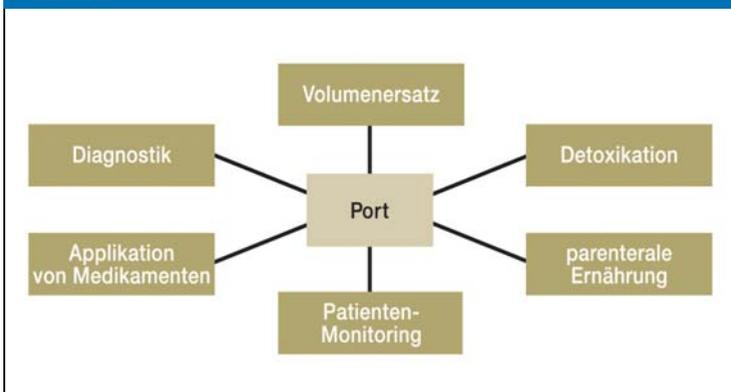 Volumenersatz
Diagnostik
Detoxikation
Port
Applikation
von Medikamenten
parenterale
Ernährung
Patienten-
Monitoring